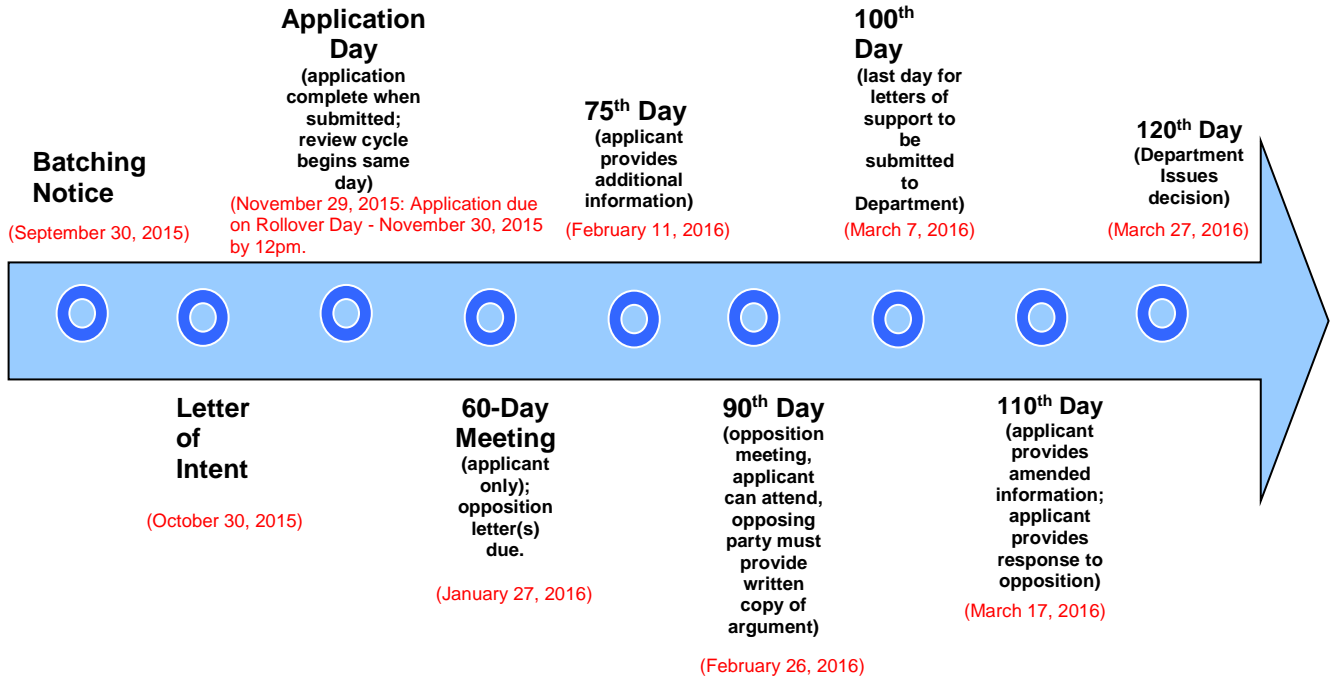 Batching
Notice
(September 30, 2015)
Letter
of
Intent
(October 30, 2015)
Application
Day
(application
complete when
submitted;
review cycle
begins same
day)
(November 29, 2015: Application due
on Rollover Day - November 30, 2015
by 12pm.
60-Day
Meeting
(applicant
only);
opposition
letter(s)
due.
(January 27, 2016)
75th Day
(applicant
provides
additional
information)
(February 11, 2016)
90th Day
(opposition
meeting,
applicant
can attend,
opposing
party must
provide
written
copy of
argument)
(February 26, 2016)
100th
Day
(last day for
letters of
support to
be
submitted
to
Department)
(March 7, 2016)
110th Day
(applicant
provides
amended
information;
applicant
provides
response to
opposition)
(March 17, 2016)
120th Day
(Department
Issues
decision)
(March 27, 2016)